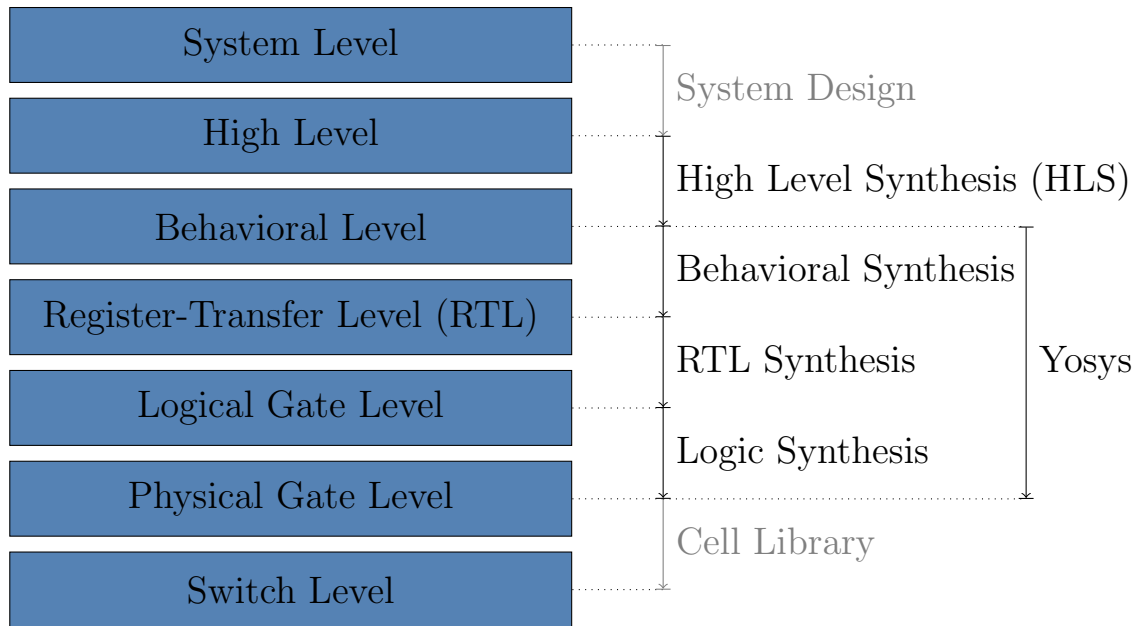 System Level
System Design
High Level
High Level Synthesis (HLS)
Behavioral Level
Behavioral Synthesis
Register-Transfer Level (RTL)
RTL Synthesis
Yosys
Logical Gate Level
Logic Synthesis
Physical Gate Level
Cell Library
Switch Level